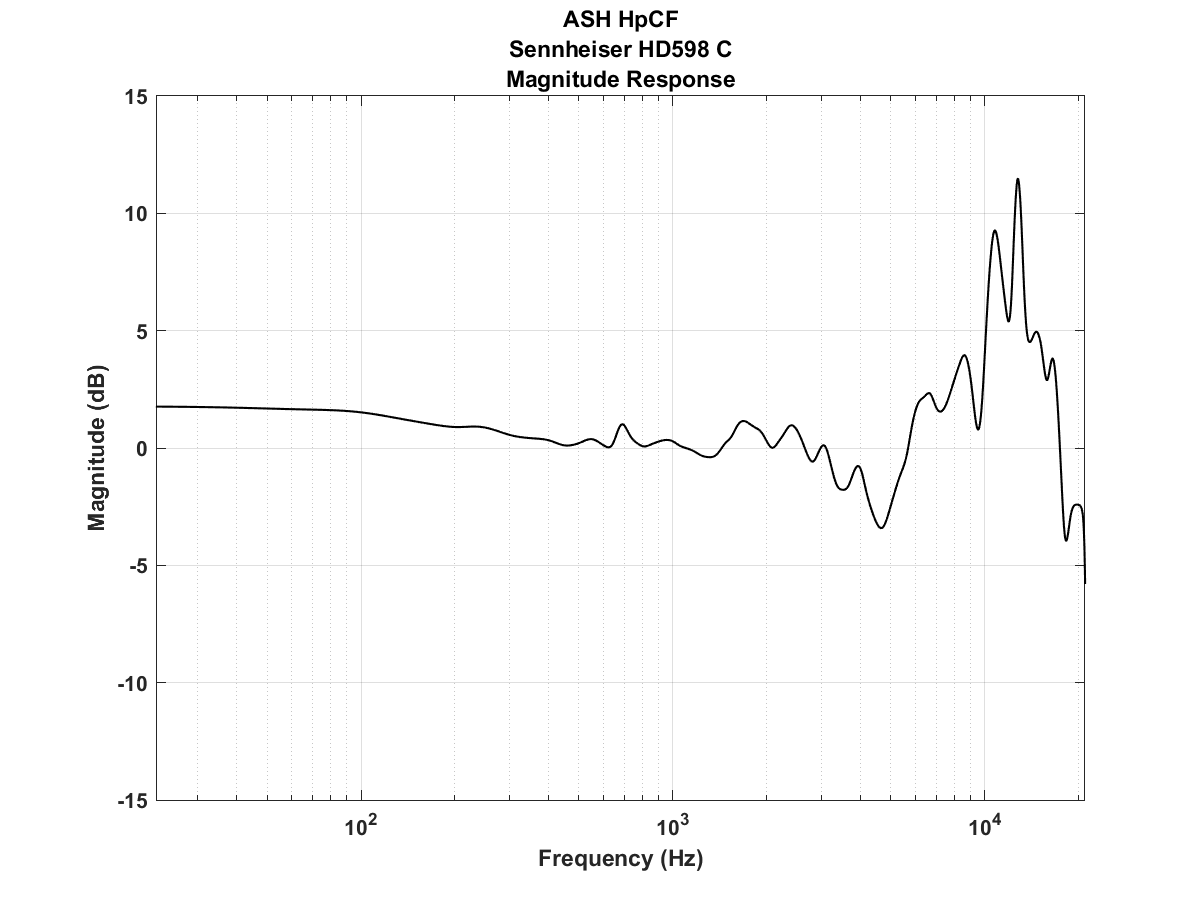 ASH HpCF
Sennheiser HD598 C
Magnitude Response
15
10
5
0
-5
-10
-15
Magnitude (dB)
10²
10³
10⁴
Frequency (Hz)